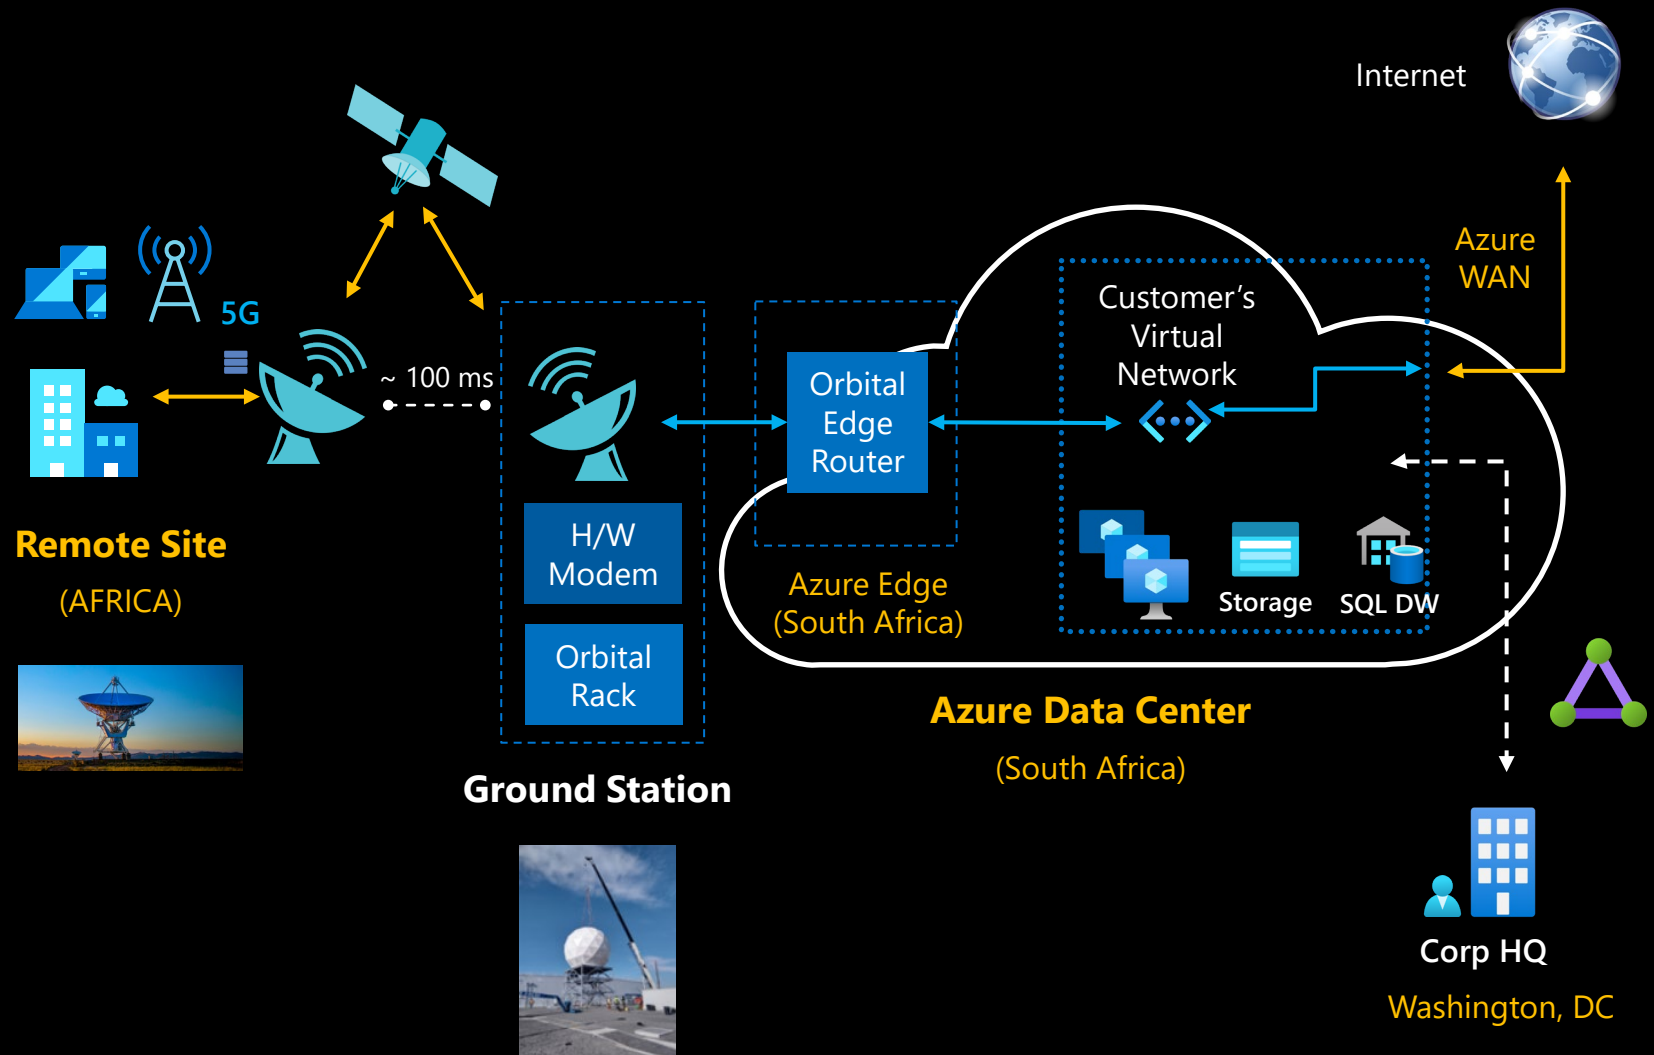 Internet
Azure
WAN
5G
~ 100 ms
Customer's
Virtual
Network
Orbital
Edge
Router
H/W
Modem
Orbital
Rack
Remote Site
(AFRICA)
Azure Edge
(South Africa)
Storage
SQL DW
Azure Data Center
(South Africa)
Ground Station
Corp HQ
Washington, DC